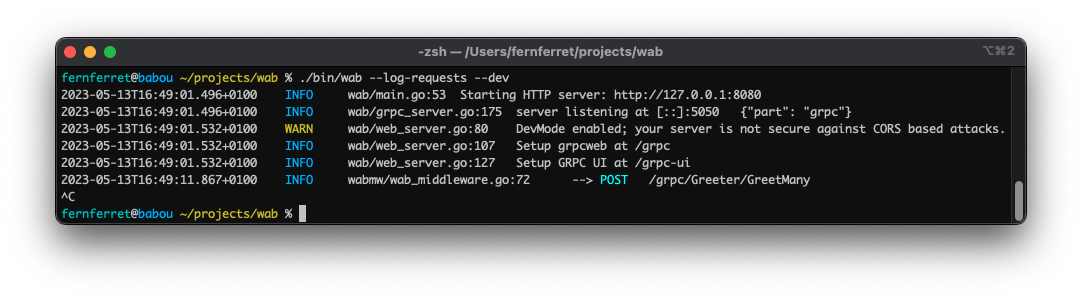 -zsh — /Users/fernferret/projects/wab ⌥⌘2
fernferret@babou ~/projects/wab % ./bin/wab --log-requests --dev
2023-05-13T16:49:01.496+0100 INFO wab/main.go:53 Starting HTTP server: http://127.0.0.1:8080
2023-05-13T16:49:01.496+0100 INFO wab/grpc_server.go:175 server listening at [::]:5050 {"part": "grpc"}
2023-05-13T16:49:01.532+0100 WARN wab/web_server.go:80 DevMode enabled; your server is not secure against CORS based attacks.
2023-05-13T16:49:01.532+0100 INFO wab/web_server.go:107 Setup grpcweb at /grpc
2023-05-13T16:49:01.532+0100 INFO wab/web_server.go:127 Setup GRPC UI at /grpc-ui
2023-05-13T16:49:11.867+0100 INFO wabmw/wab_middleware.go:72 --> POST /grpc/Greeter/GreetMany
^C
fernferret@babou ~/projects/wab %